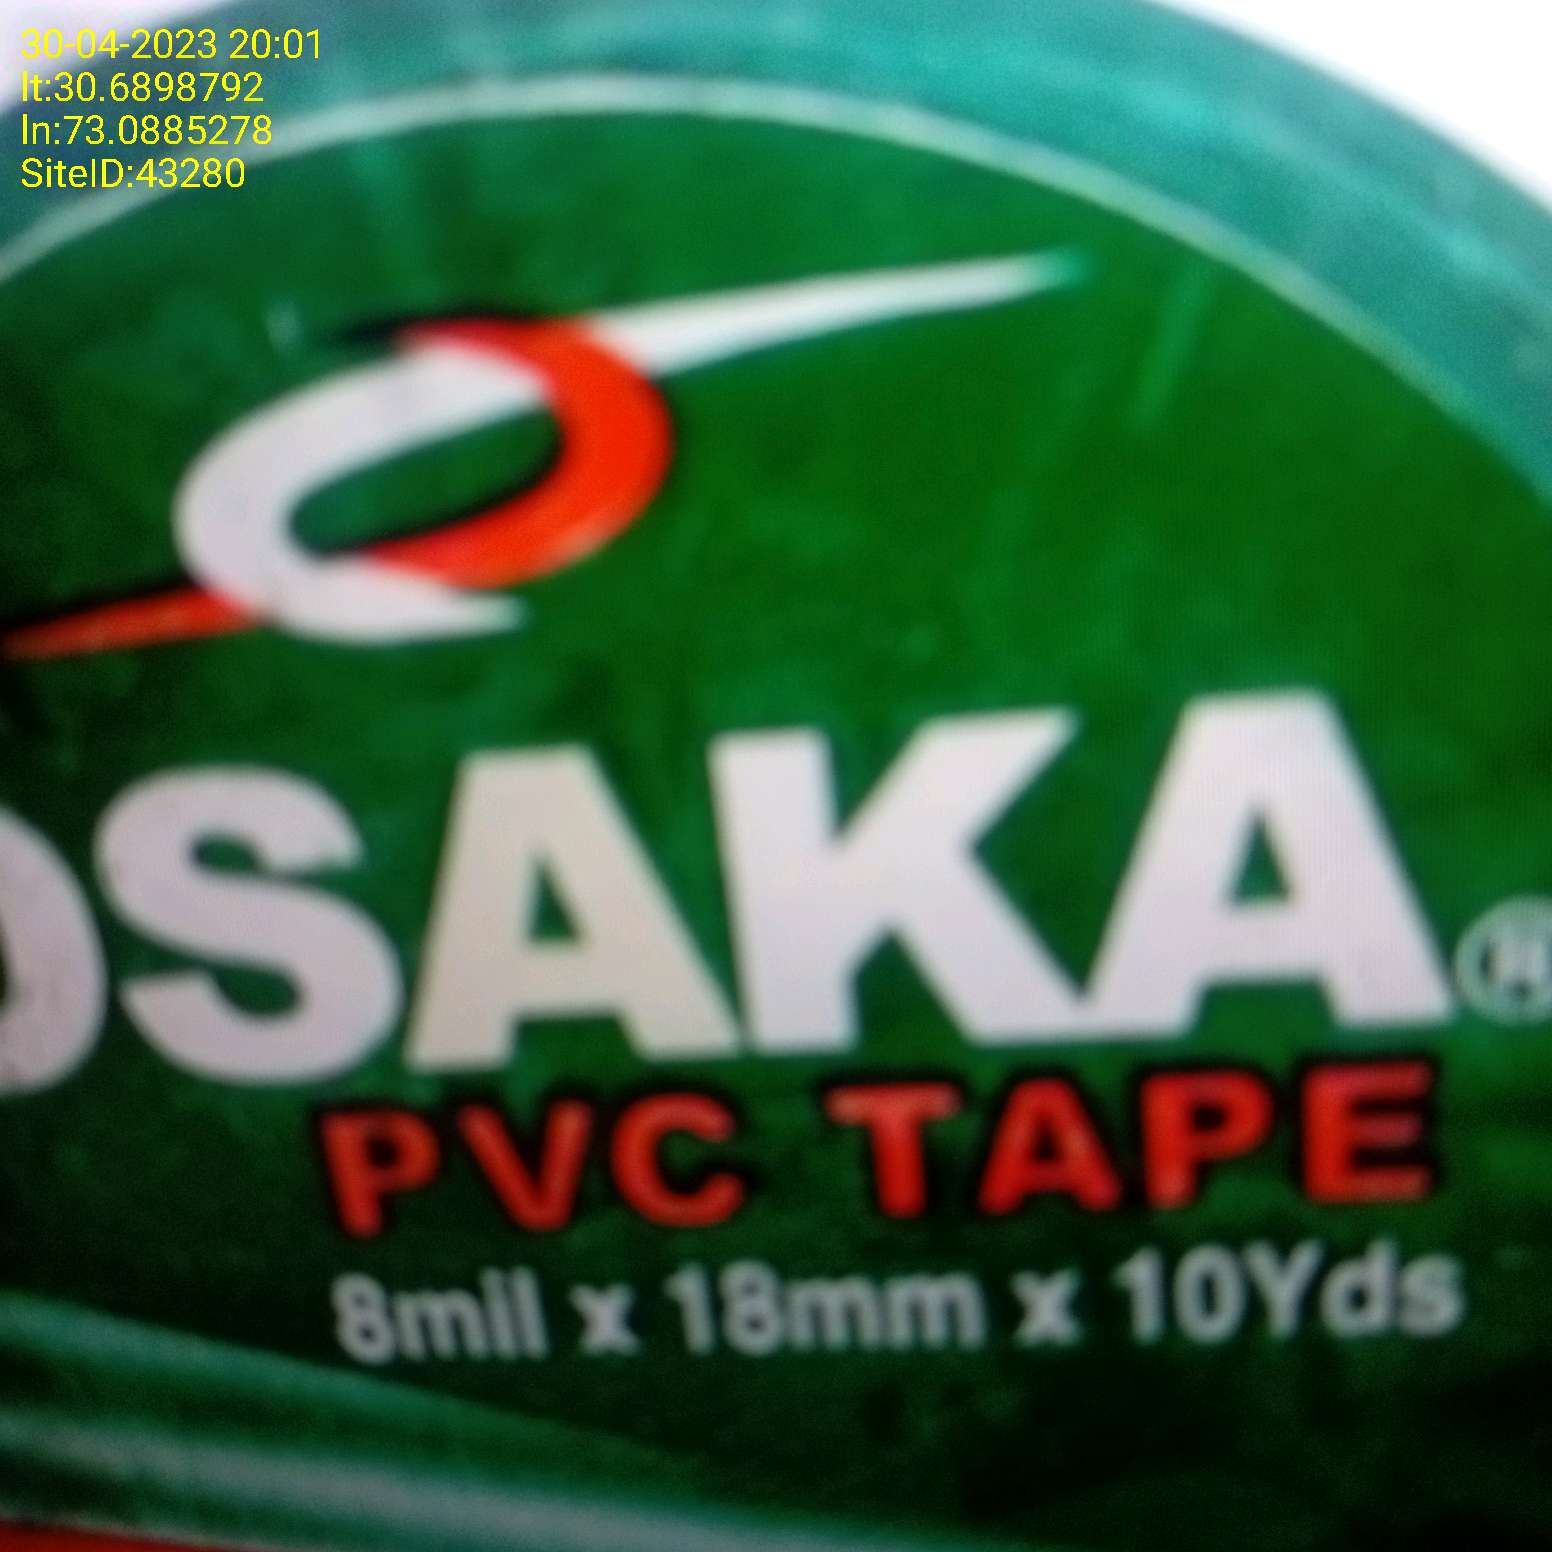 30-04-2023 20:01
lt:30.6898792
ln:73.0885278
SiteID:43280
OSAKA®
PVC TAPE
8mil x 18mm x 10Yds